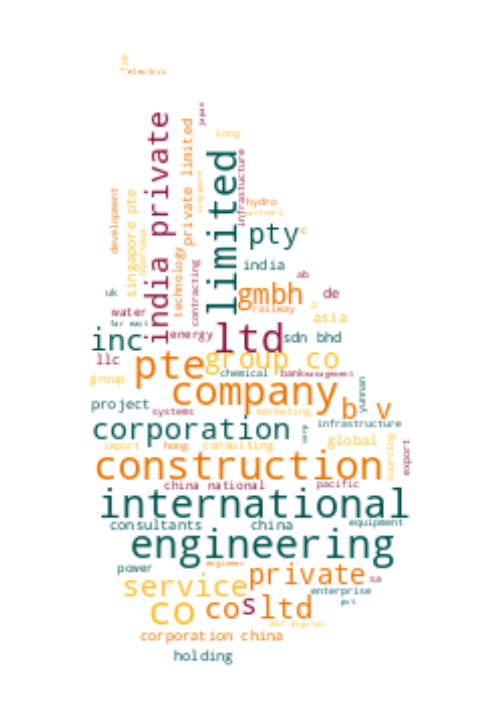 fze
electric
japan
india private
private limited
kong
limited
infrastucture
singapore
development
singapore pte
overseas
hydro
partners
pty
c
technology
contracting
india
ab
uk
gmbh
de
railway
a
asia
water
far east
energy
ltd
inc
sdn bhd
llc
pte
group co
chemical
bank
management
group
company
yunnan
b v
project
systems
marketing
infrastructure
corporation
corp
global
import
hong
consulting
sourcing
export
construction
china national
pacific
international
consultants
china
equipment
engineering
power
engineer
private
sa
service
enterprise
co
co
s
ltd
pvt
digital
corporation china
holding